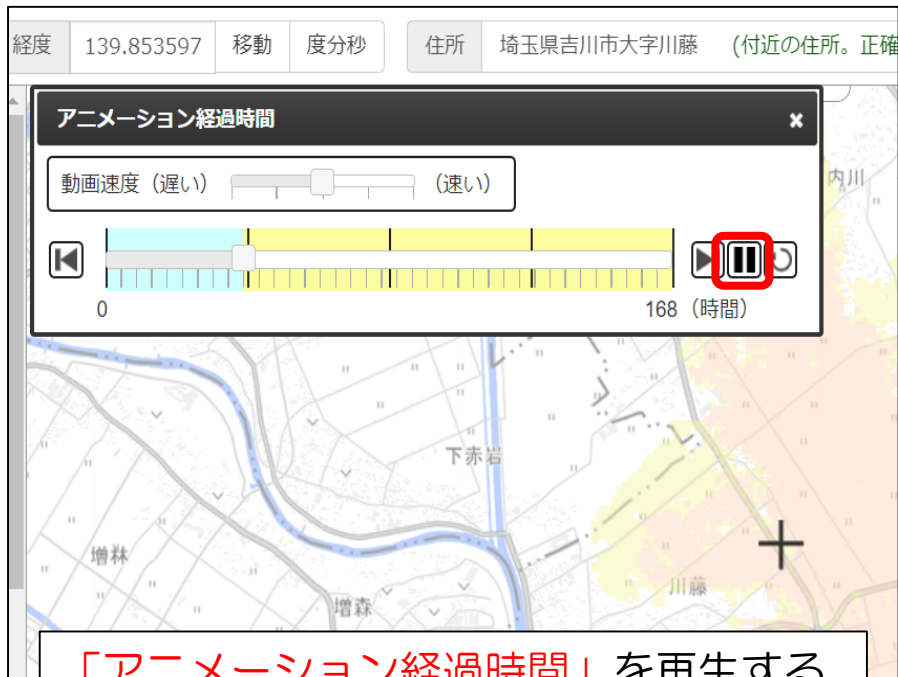 経度 139.853597 移動 度分秒 住所 埼玉県吉川市大字川藤 (付近の住所。正確
アニメーション経過時間 ×
動画速度（遅い） （速い）
0 168（時間）
内川
下赤岩
増林
川藤
増森
「アニメーション経過時間」を再生する